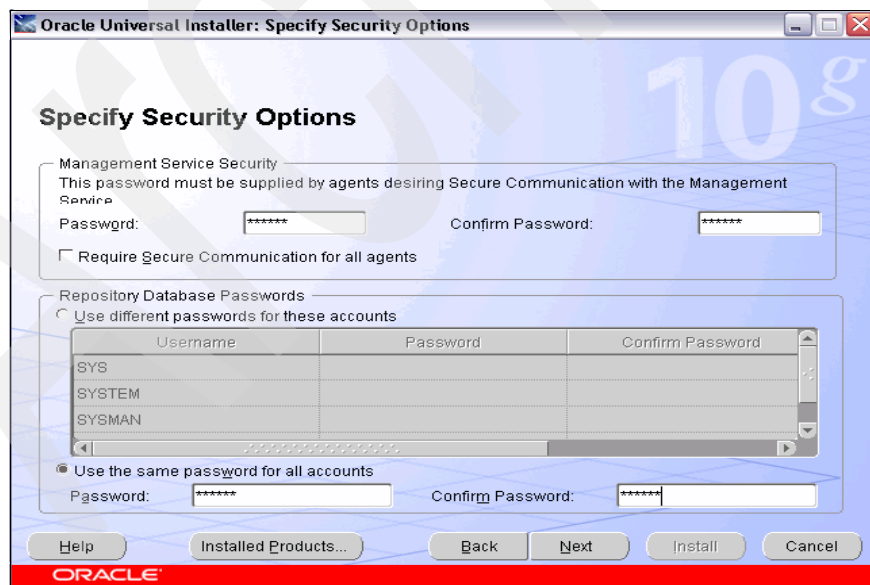 Oracle Universal Installer: Specify Security Options
10g
Specify Security Options
Management Service Security
This password must be supplied by agents desiring Secure Communication with the Management
Service
Password: ****** Confirm Password: ******
Require Secure Communication for all agents
Repository Database Passwords
Use different passwords for these accounts
Username Password Confirm Password
SYS
SYSTEM
SYSMAN
Use the same password for all accounts
Password: ****** Confirm Password: ******
Help Installed Products... Back Next Install Cancel
ORACLE